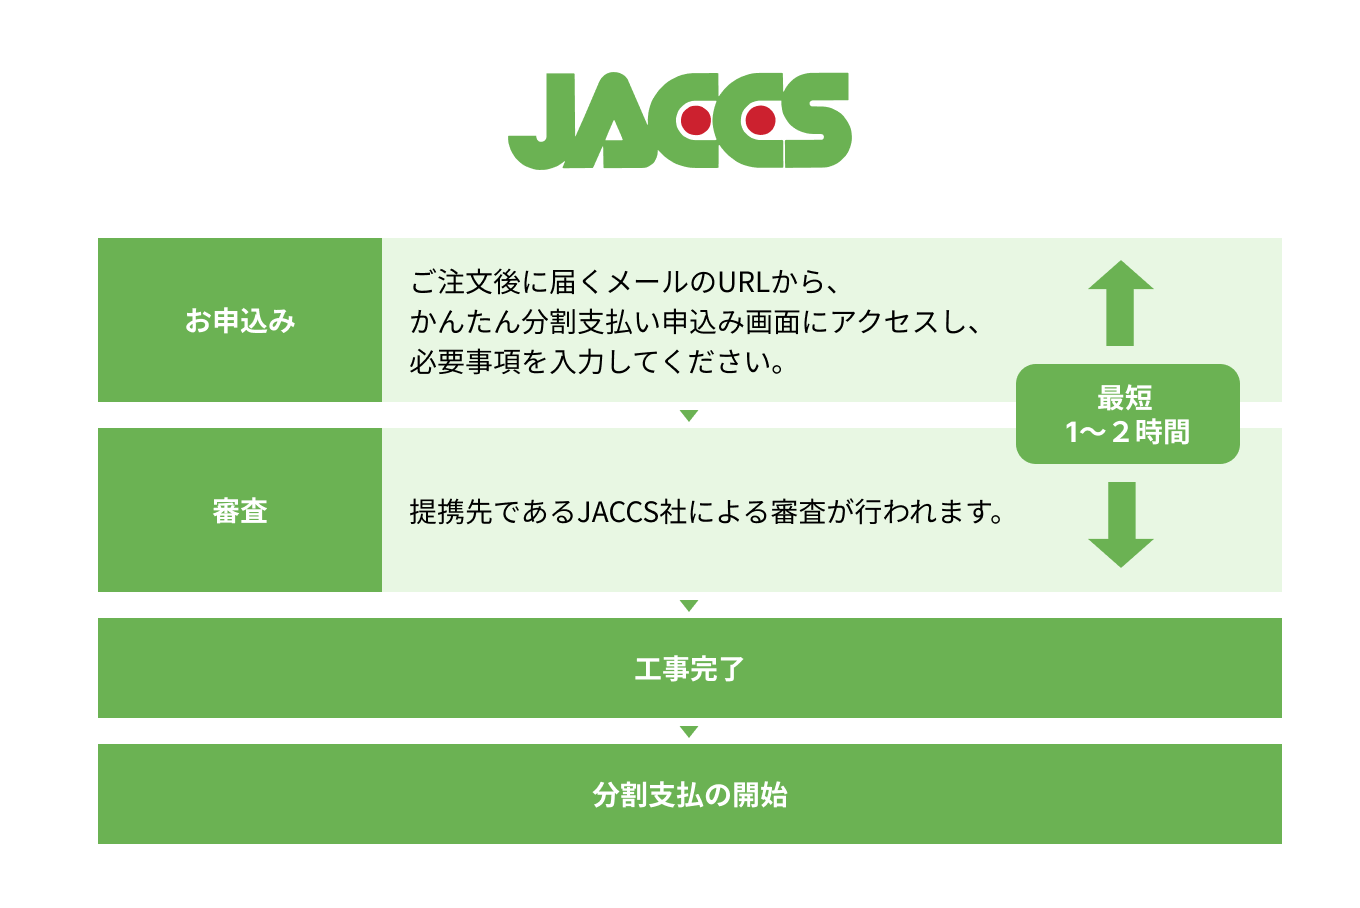 JACCS
お申込み
ご注文後に届くメールのURLから、
かんたん分割支払い申込み画面にアクセスし、
必要事項を入力してください。
最短
1〜２時間
審査
提携先であるJACCS社による審査が行われます。
工事完了
分割支払の開始